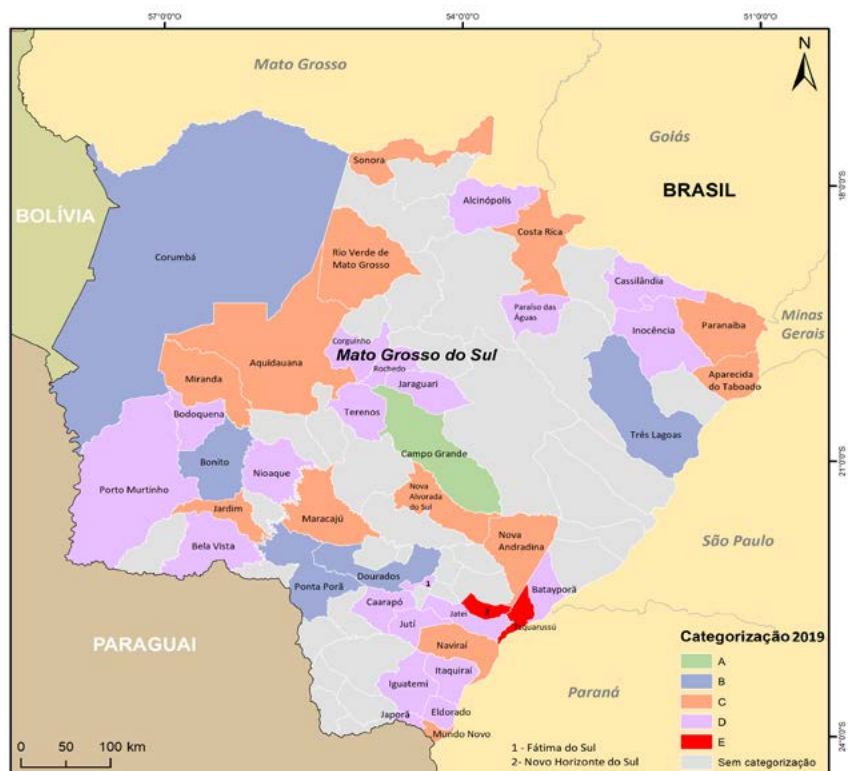 57°0'0"O
54°0'0"O
51°0'0"O
Mato Grosso
N
Goiás
Sonora
18°0'0"S
BRASIL
Alcinópolis
BOLÍVIA
Costa Rica
Corumbá
Rio Verde de
Mato Grosso
Cassilândia
Paraíso das
Águas
Minas
Gerais
Inocência
Paranaíba
Corguinho
Mato Grosso do Sul
Aquidauana
Rochedo
Aparecida
do Taboado
Miranda
Jaraguari
Bodoquena
Terenos
Três Lagoas
Campo Grande
21°0'0"S
Bonito
Nioaque
Porto Murtinho
Nova
Alvorada
do Sul
Jardim
Maracajú
Nova
Andradina
São Paulo
Bela Vista
Dourados
1
Ponta Porã
Batayporã
Caarapó
2
Jateí
Jutí
Taquarussú
PARAGUAI
Naviraí
Itaquiraí
Iguatemi
Paraná
Eldorado
Japorã
Mundo Novo
Categorização 2019
A
B
C
D
E
Sem categorização
1 - Fátima do Sul
2- Novo Horizonte do Sul
24°0'0"S
0 50 100 km